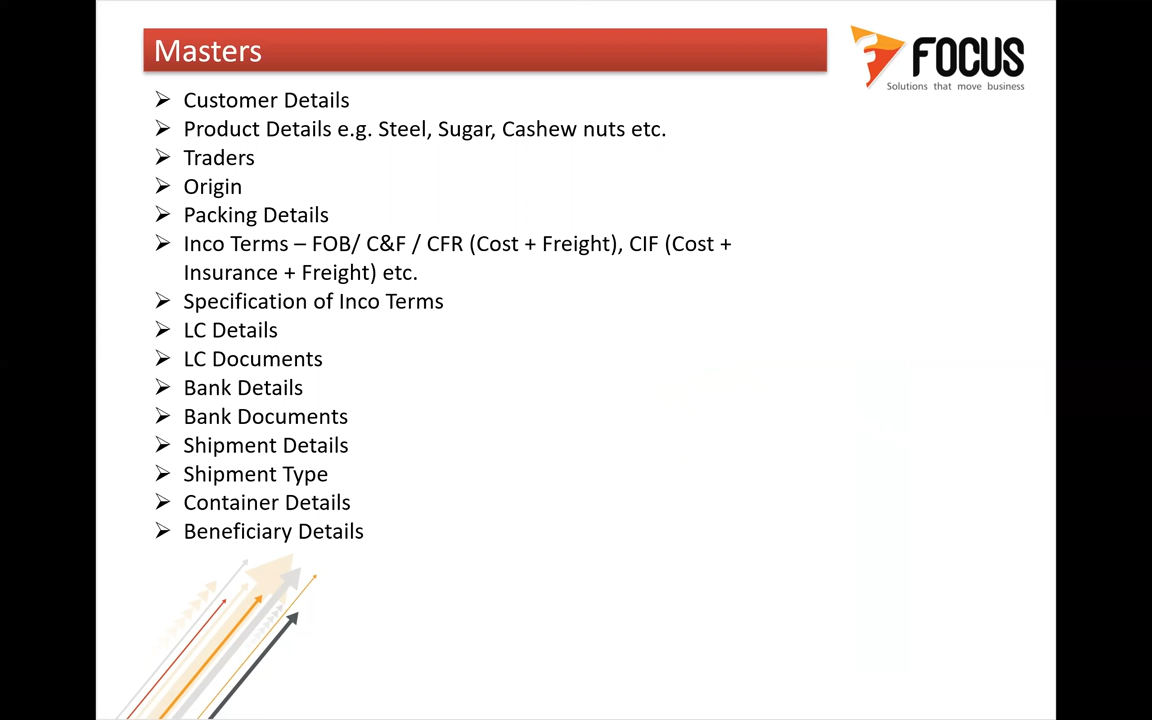 Masters
FOCUS
Solutions that move business
➢ Customer Details
➢ Product Details e.g. Steel, Sugar, Cashew nuts etc.
➢ Traders
➢ Origin
➢ Packing Details
➢ Inco Terms – FOB/ C&F / CFR (Cost + Freight), CIF (Cost +
Insurance + Freight) etc.
➢ Specification of Inco Terms
➢ LC Details
➢ LC Documents
➢ Bank Details
➢ Bank Documents
➢ Shipment Details
➢ Shipment Type
➢ Container Details
➢ Beneficiary Details